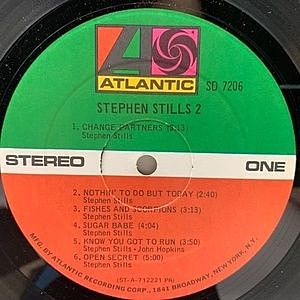 ATLANTIC
SD 7206
STEPHEN STILLS 2
1. CHANGE PARTNERS (3:13)
Stephen Stills
STEREO
ONE
2. NOTHIN' TO DO BUT TODAY (2:40)
Stephen Stills
3. FISHES AND SCORPIONS (3:13)
Stephen Stills
4. SUGAR BABE (4:04)
Stephen Stills
5. KNOW YOU GOT TO RUN (3:50)
Stephen Stills - John Hopkins
6. OPEN SECRET (5:00)
Stephen Stills
(ST-A-712221 PR)
MFG. BY ATLANTIC RECORDING CORP., 1841 BROADWAY, NEW YORK, N.Y.